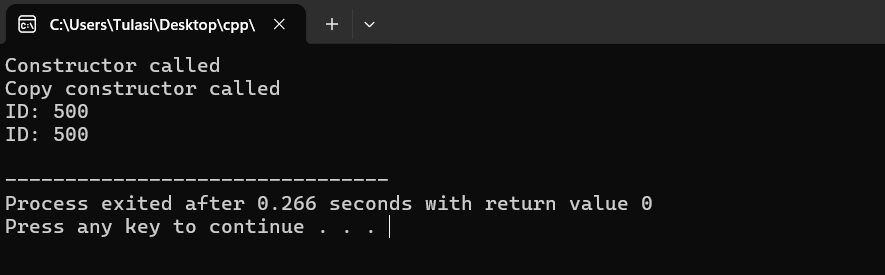 C:\Users\Tulasi\Desktop\cpp\
Constructor called
Copy constructor called
ID: 500
ID: 500
--------------------------------
Process exited after 0.266 seconds with return value 0
Press any key to continue . . .